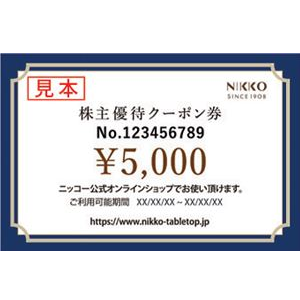 見本
NIKKO
SINCE 1908
株主優待クーポン券
No.123456789
¥5,000
ニッコー公式オンラインショップでお使い頂けます。
ご利用可能期間 XX/XX/XX～XX/XX/XX
https://www.nikko-tabletop.jp